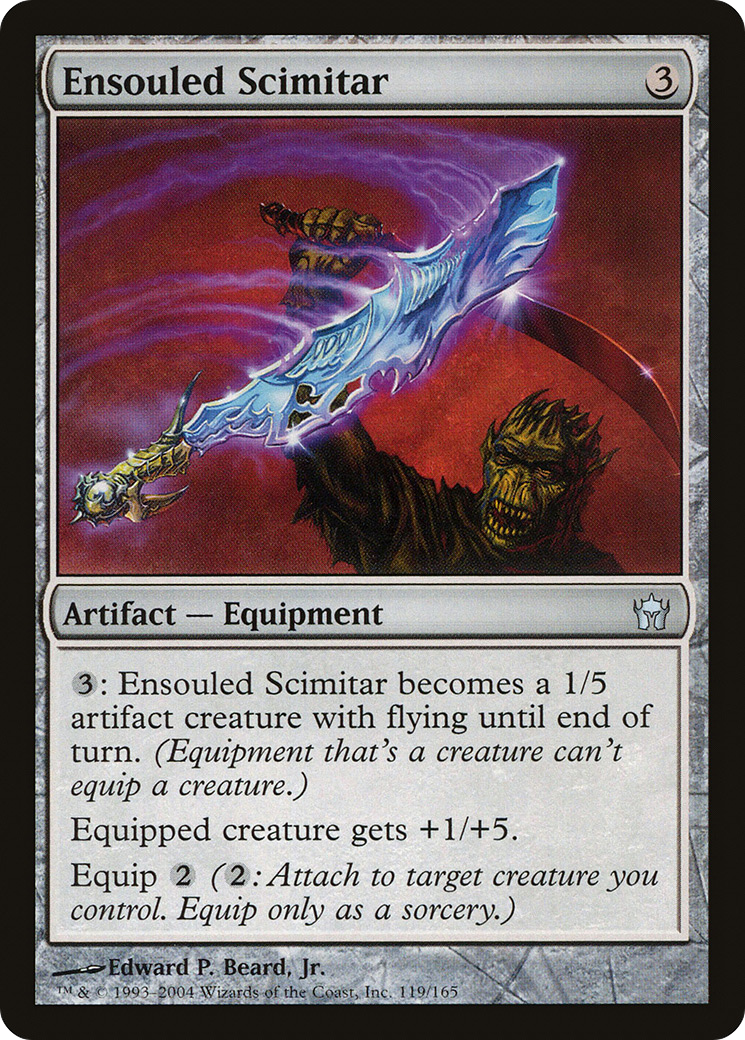 Ensouled Scimitar 3
Artifact — Equipment
3: Ensouled Scimitar becomes a 1/5
artifact creature with flying until end of
turn. (Equipment that's a creature can't
equip a creature.)
Equipped creature gets +1/+5.
Equip 2 (2: Attach to target creature you
control. Equip only as a sorcery.)
Edward P. Beard, Jr.
™ & © 1993–2004 Wizards of the Coast, Inc. 119/165